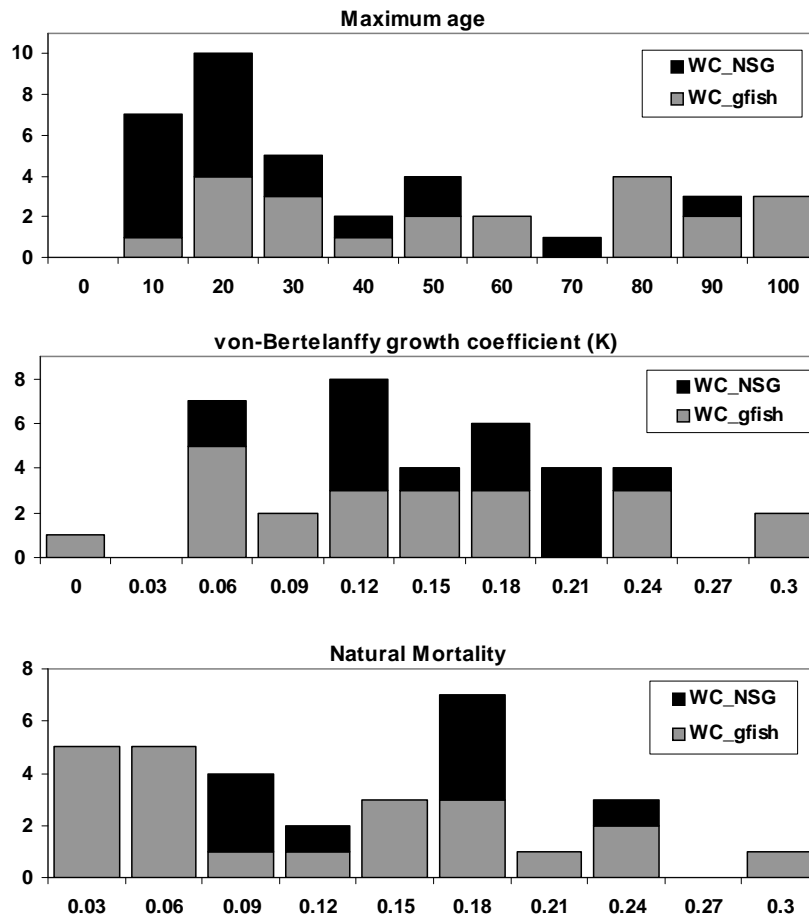 Maximum age
10
8
6
4
2
0
WC_NSG
WC_gfish
0 10 20 30 40 50 60 70 80 90 100
von-Bertelanffy growth coefficient (K)
8
6
4
2
0
WC_NSG
WC_gfish
0 0.03 0.06 0.09 0.12 0.15 0.18 0.21 0.24 0.27 0.3
Natural Mortality
8
6
4
2
0
WC_NSG
WC_gfish
0.03 0.06 0.09 0.12 0.15 0.18 0.21 0.24 0.27 0.3